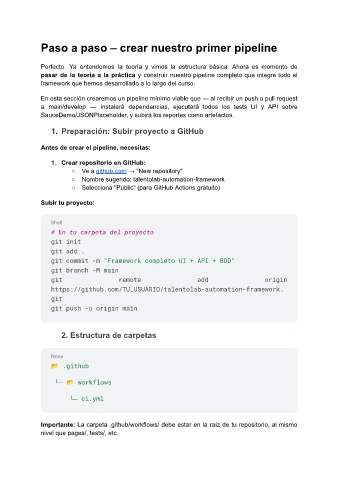 Paso a paso – crear nuestro primer pipeline
Perfecto. Ya entendemos la teoría y vimos la estructura básica. Ahora es momento de
pasar de la teoría a la práctica y construir nuestro pipeline completo que integre todo el
framework que hemos desarrollado a lo largo del curso.
En esta sección crearemos un pipeline mínimo viable que — al recibir un push o pull request
a main/develop — instalará dependencias, ejecutará todos los tests UI y API sobre
SauceDemo/JSONPlaceholder, y subirá los reportes como artefactos.
1. Preparación: Subir proyecto a GitHub
Antes de crear el pipeline, necesitas:
1. Crear repositorio en GitHub:
○ Ve a github.com → "New repository"
○ Nombre sugerido: talentolab-automation-framework
○ Selecciona "Public" (para GitHub Actions gratuito)
Subir tu proyecto:
Shell
# En tu carpeta del proyecto
git init
git add .
git commit -m "Framework completo UI + API + BDD"
git branch -M main
git remote add origin
https://github.com/TU_USUARIO/talentolab-automation-framework.
git
git push -u origin main
2. Estructura de carpetas
None
📂 .github
└─ 📂 workflows
└─ ci.yml
Importante: La carpeta .github/workflows/ debe estar en la raíz de tu repositorio, al mismo
nivel que pages/, tests/, etc.